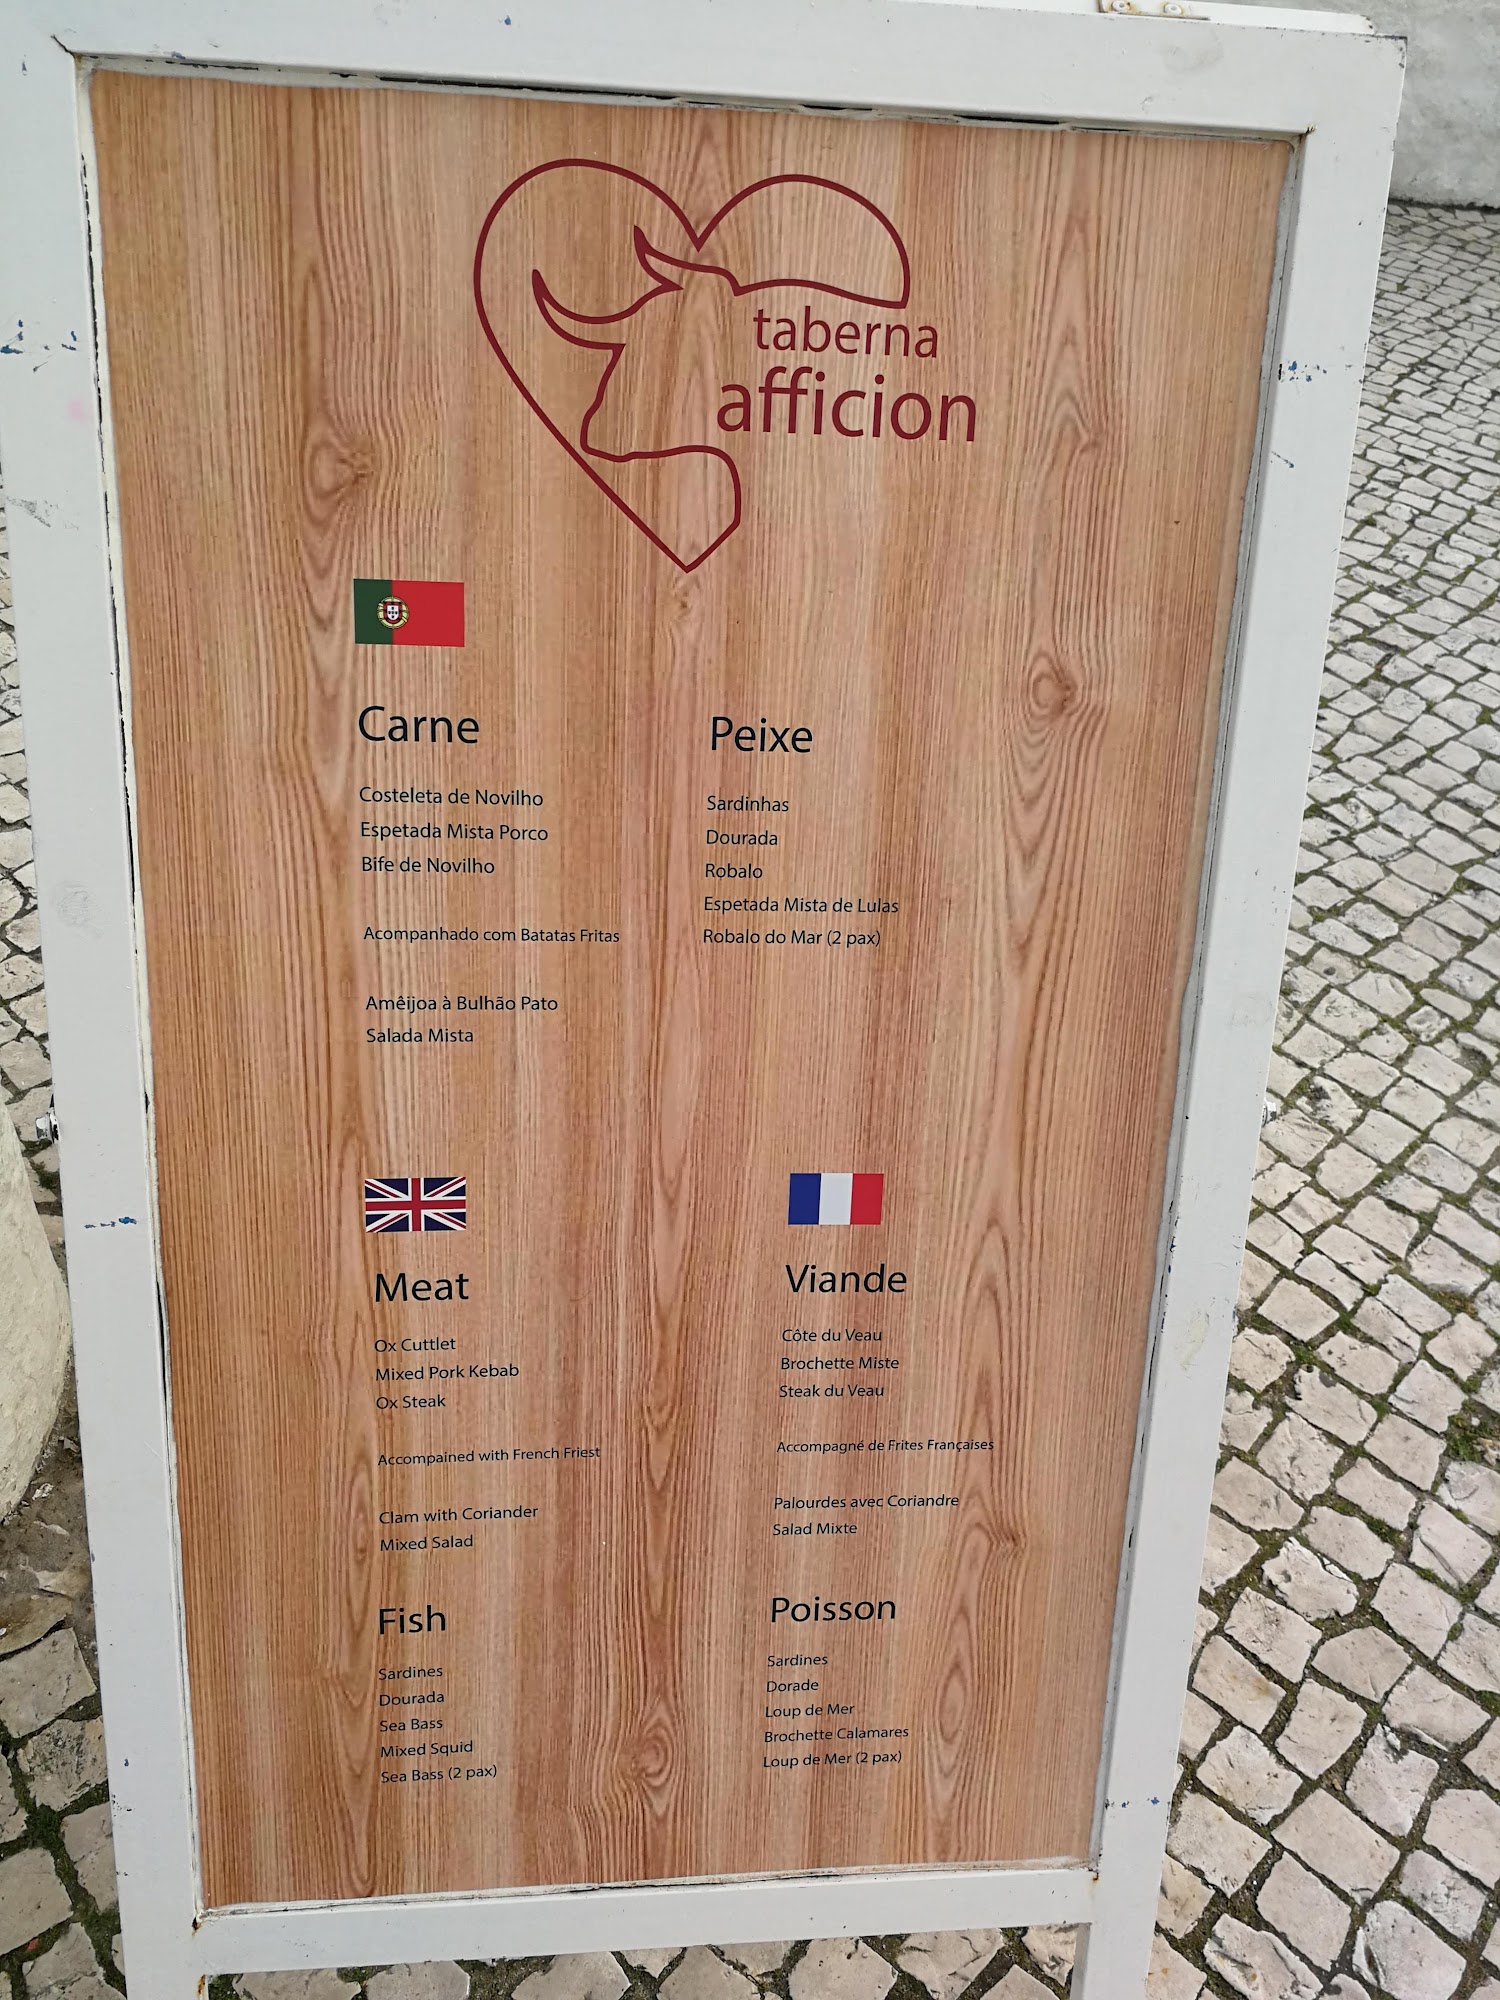 taberna
afficion
Carne
Costeleta de Novilho
Espetada Mista Porco
Bife de Novilho
Acompanhado com Batatas Fritas
Amêijoa à Bulhão Pato
Salada Mista
Peixe
Sardinhas
Dourada
Robalo
Espetada Mista de Lulas
Robalo do Mar (2 pax)
Meat
Ox Cuttlet
Mixed Pork Kebab
Ox Steak
Accompained with French Friest
Clam with Coriander
Mixed Salad
Fish
Sardines
Dourada
Sea Bass
Mixed Squid
Sea Bass (2 pax)
Viande
Côte du Veau
Brochette Miste
Steak du Veau
Accompagné de Frites Françaises
Palourdes avec Coriandre
Salad Mixte
Poisson
Sardines
Dorade
Loup de Mer
Brochette Calamares
Loup de Mer (2 pax)